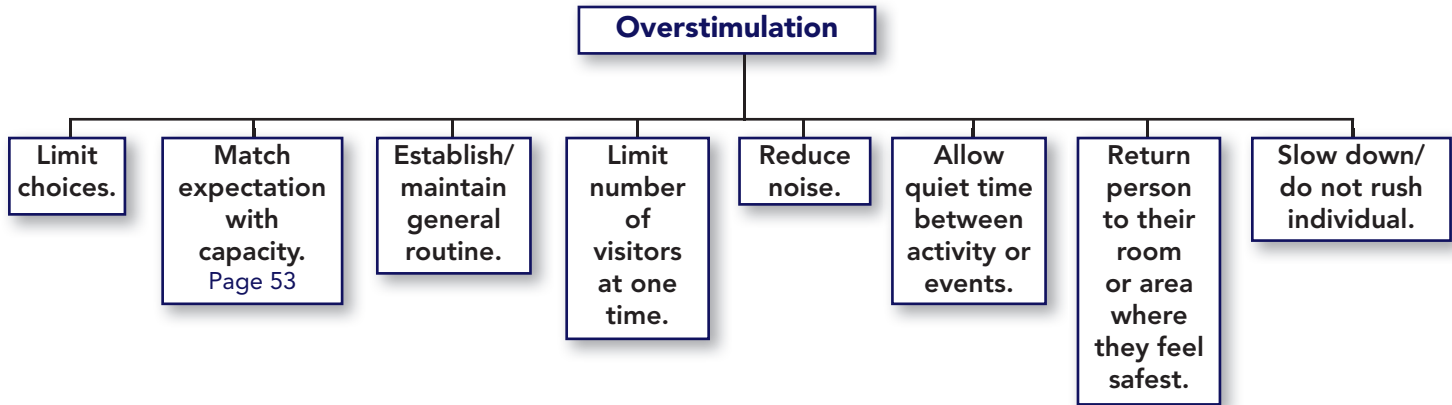 Overstimulation
Limit
choices.
Match
expectation
with
capacity.
Page 53
Establish/
maintain
general
routine.
Limit
number
of
visitors
at one
time.
Reduce
noise.
Allow
quiet time
between
activity or
events.
Return
person
to their
room
or area
where
they feel
safest.
Slow down/
do not rush
individual.